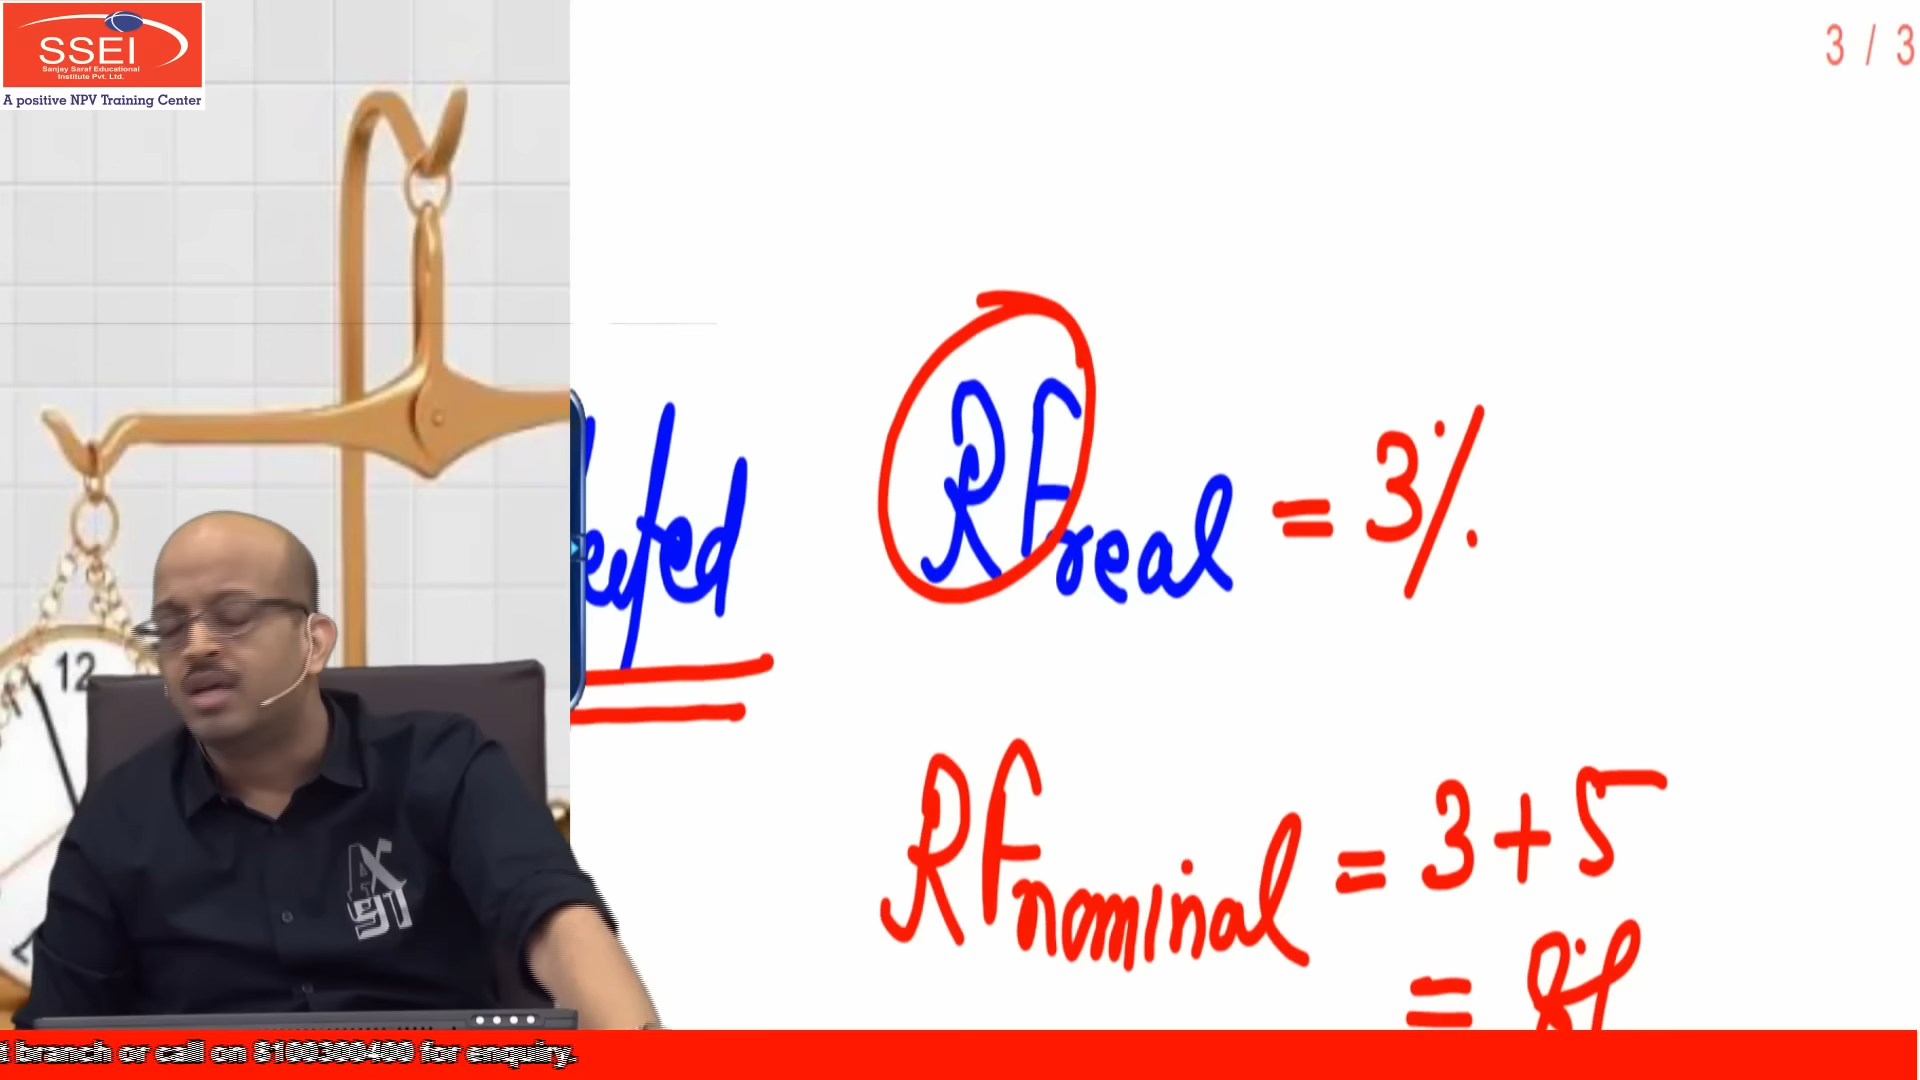 SSEI
Sanjay Saraf Educational
Institute Pvt. Ltd.
A positive NPV Training Center
3 / 3
RFreal = 3%
RFnominal = 3+5
= 8%
12
branch or call on 8100300400 for enquiry.